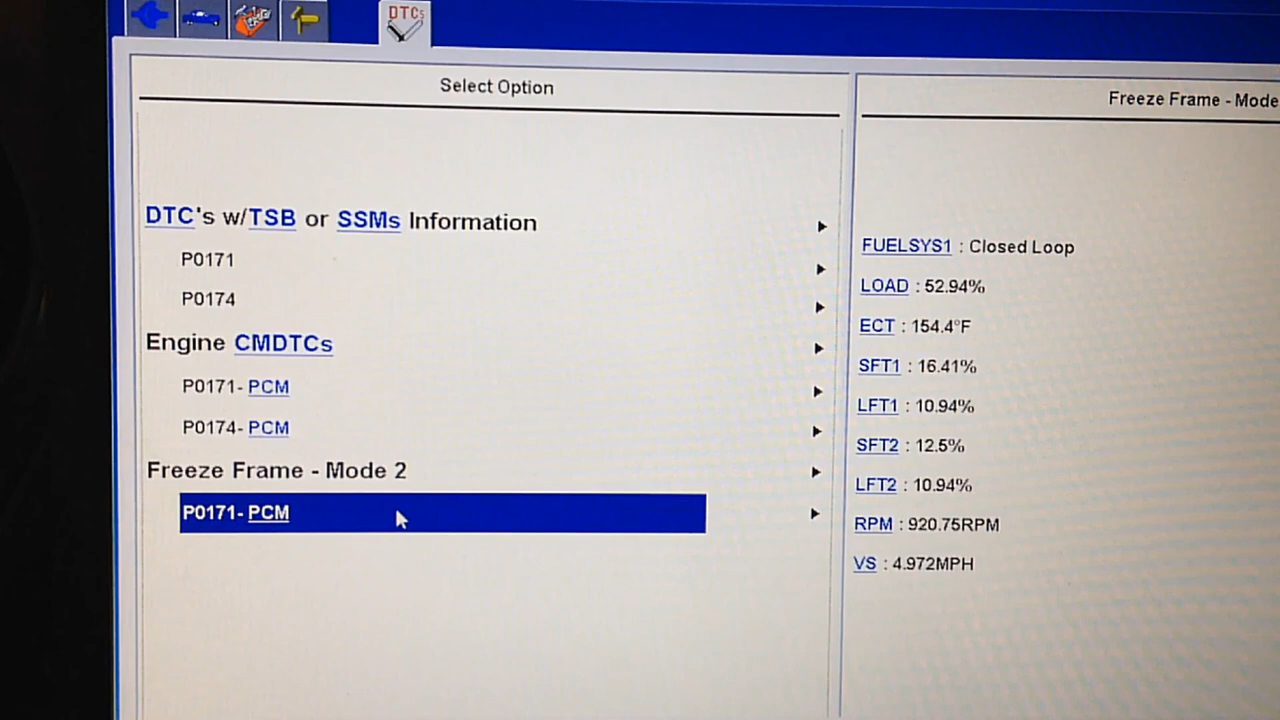 DTCs
Select Option
DTC's w/TSB or SSMs Information
P0171
P0174
Engine CMDTCs
P0171- PCM
P0174- PCM
Freeze Frame - Mode 2
P0171- PCM
Freeze Frame - Mode
FUELSYS1 : Closed Loop
LOAD : 52.94%
ECT : 154.4°F
SFT1 : 16.41%
LFT1 : 10.94%
SFT2 : 12.5%
LFT2 : 10.94%
RPM : 920.75RPM
VS : 4.972MPH